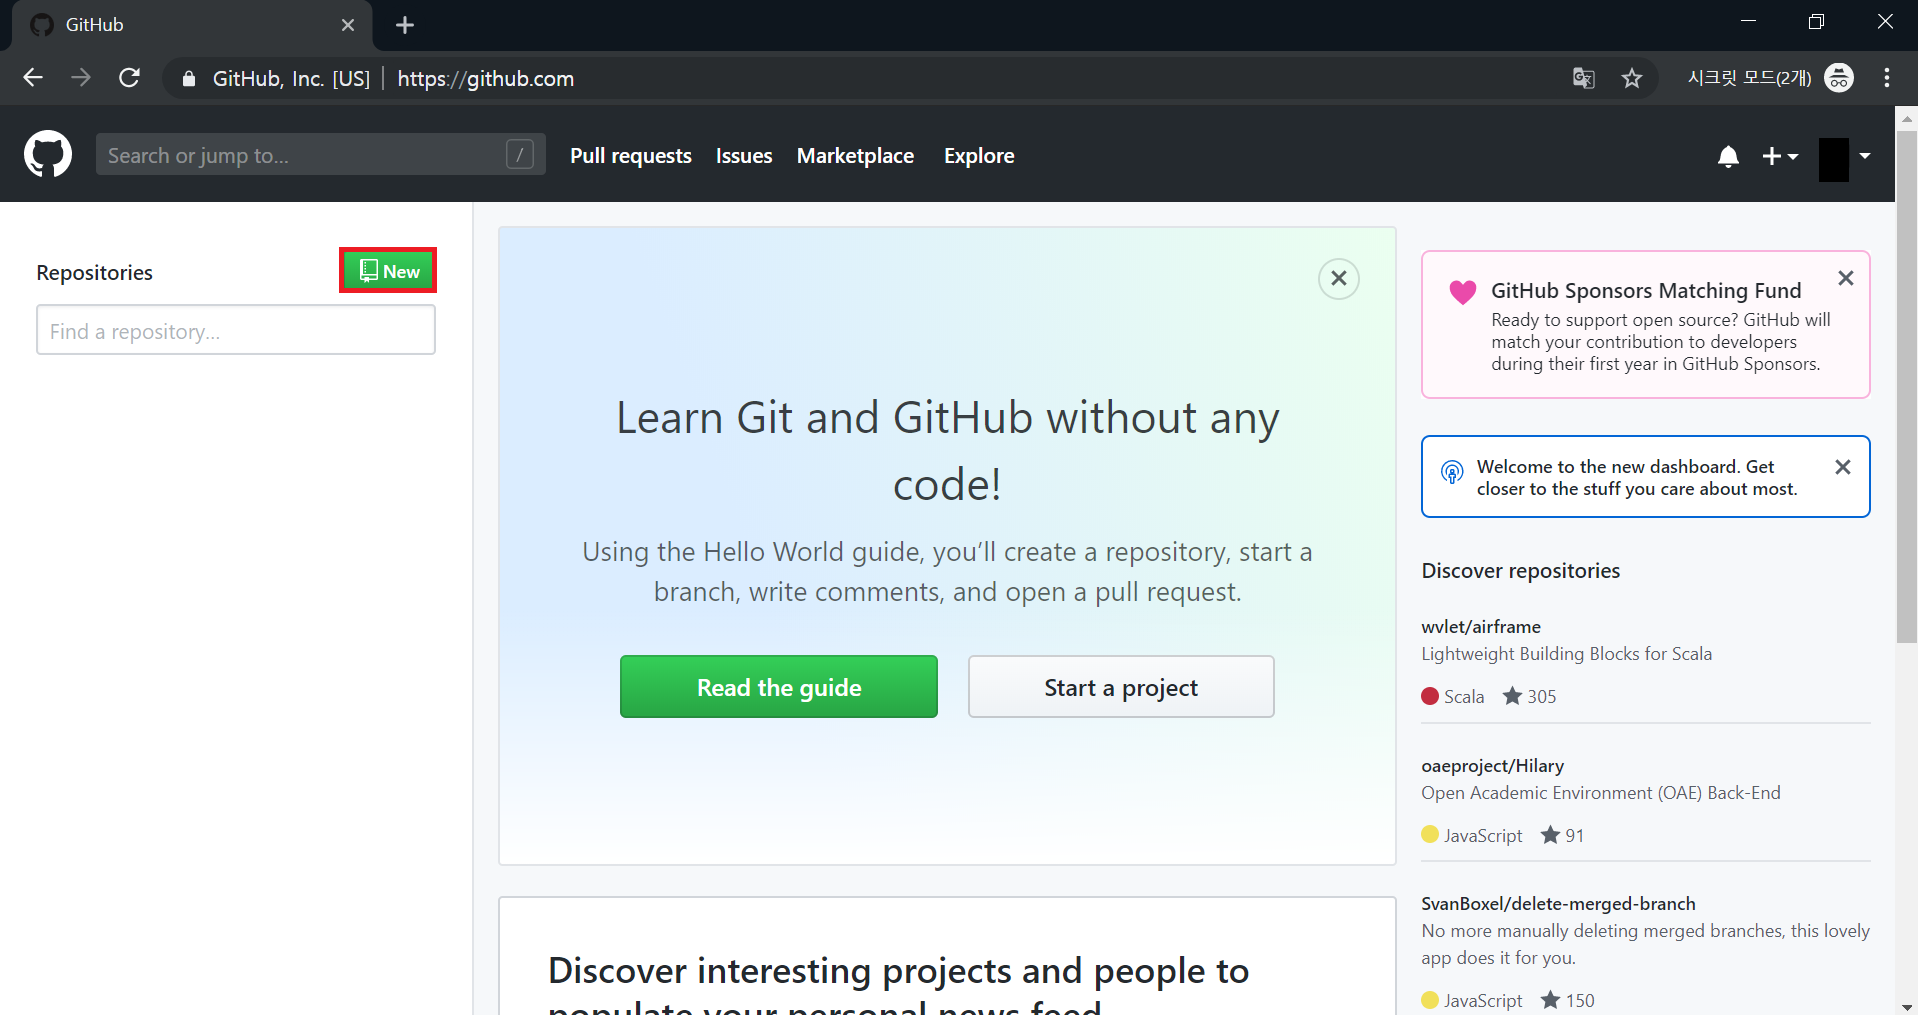 GitHub
GitHub, Inc. [US] | https://github.com
시크릿 모드(2개)
Search or jump to...
/
Pull requests
Issues
Marketplace
Explore
Repositories
New
Find a repository...
Learn Git and GitHub without any
code!
Using the Hello World guide, you’ll create a repository, start a
branch, write comments, and open a pull request.
Read the guide
Start a project
Discover interesting projects and people to
populate your personal news feed
GitHub Sponsors Matching Fund
Ready to support open source? GitHub will
match your contribution to developers
during their first year in GitHub Sponsors.
Welcome to the new dashboard. Get
closer to the stuff you care about most.
Discover repositories
wvlet/airframe
Lightweight Building Blocks for Scala
Scala 305
oaeproject/Hilary
Open Academic Environment (OAE) Back-End
JavaScript 91
SvanBoxel/delete-merged-branch
No more manually deleting merged branches, this lovely
app does it for you.
JavaScript 150